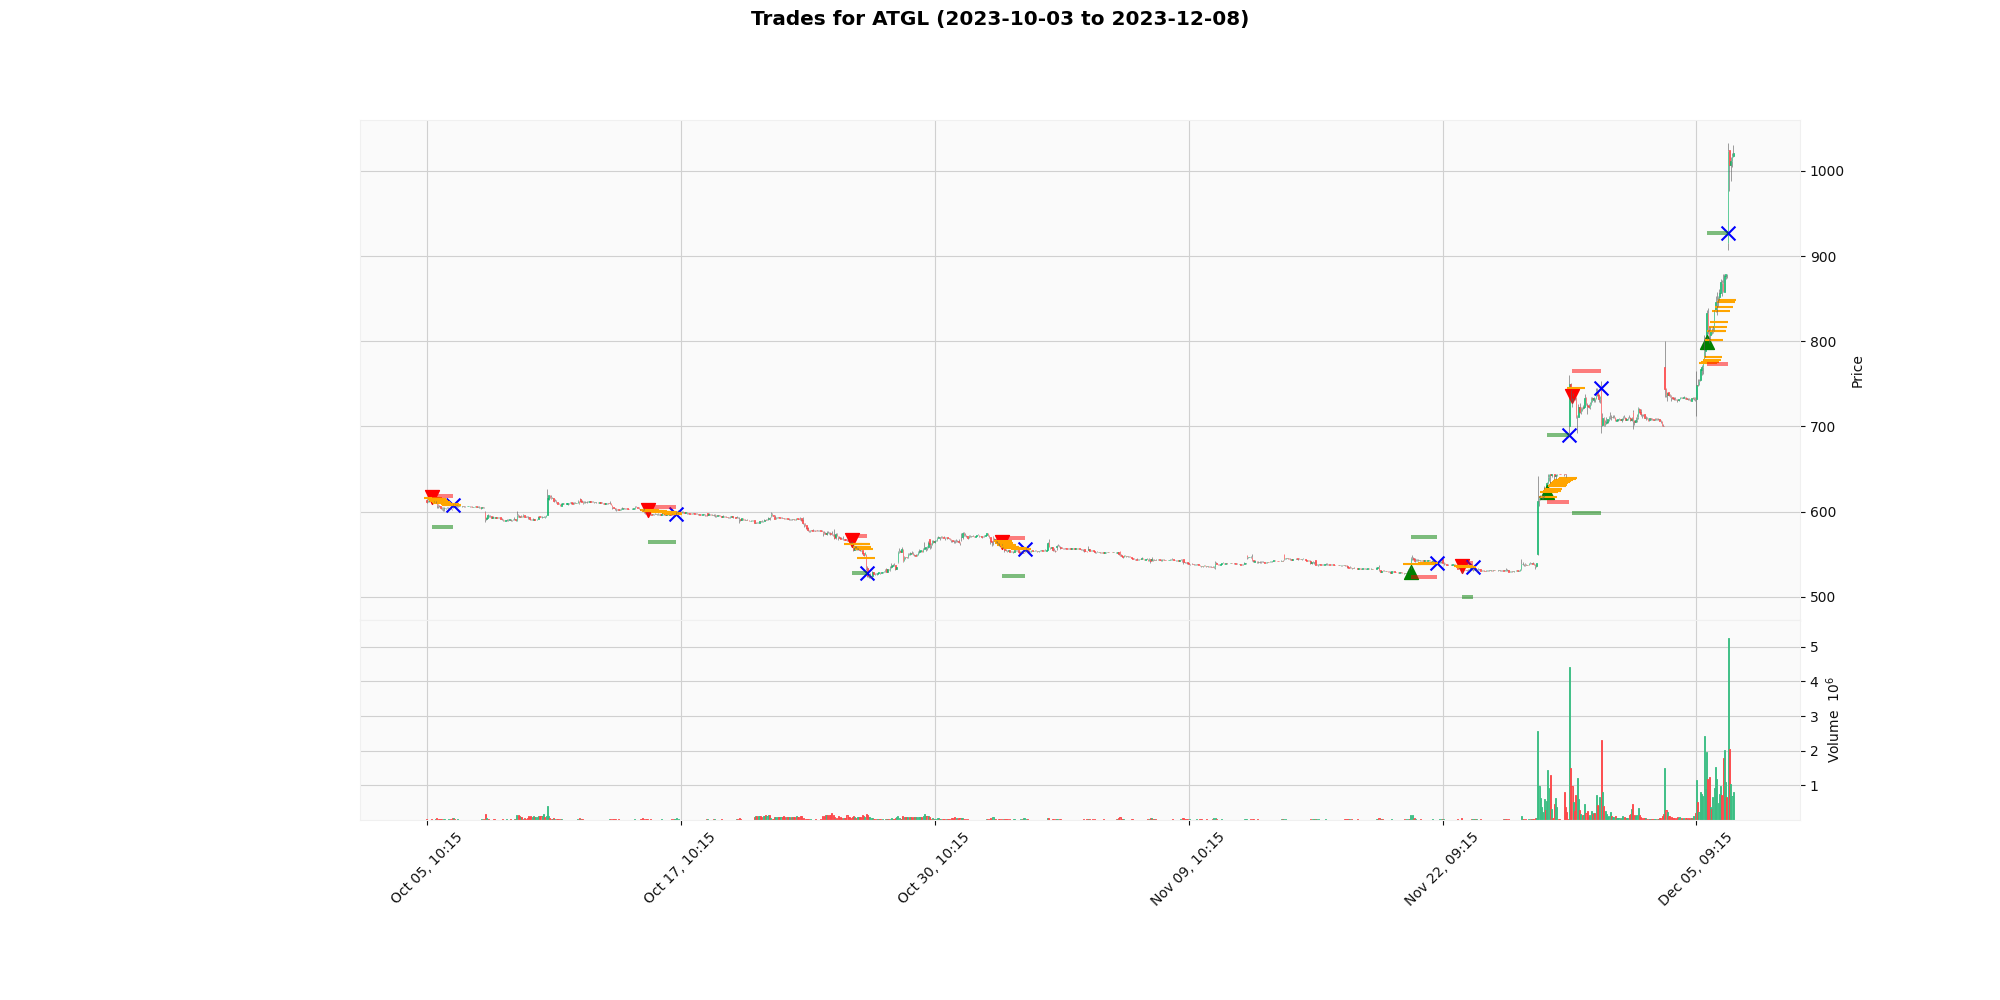 Trades for ATGL (2023-10-03 to 2023-12-08)
1000
900
800
700
600
500
Price
5
4
3
2
1
Volume 10⁶
Oct 05, 10:15
Oct 17, 10:15
Oct 30, 10:15
Nov 09, 10:15
Nov 22, 09:15
Dec 05, 09:15